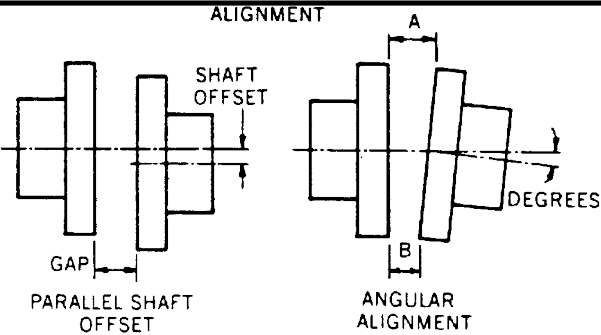 ALIGNMENT
A
SHAFT
OFFSET
DEGREES
GAP
B
PARALLEL SHAFT
OFFSET
ANGULAR
ALIGNMENT